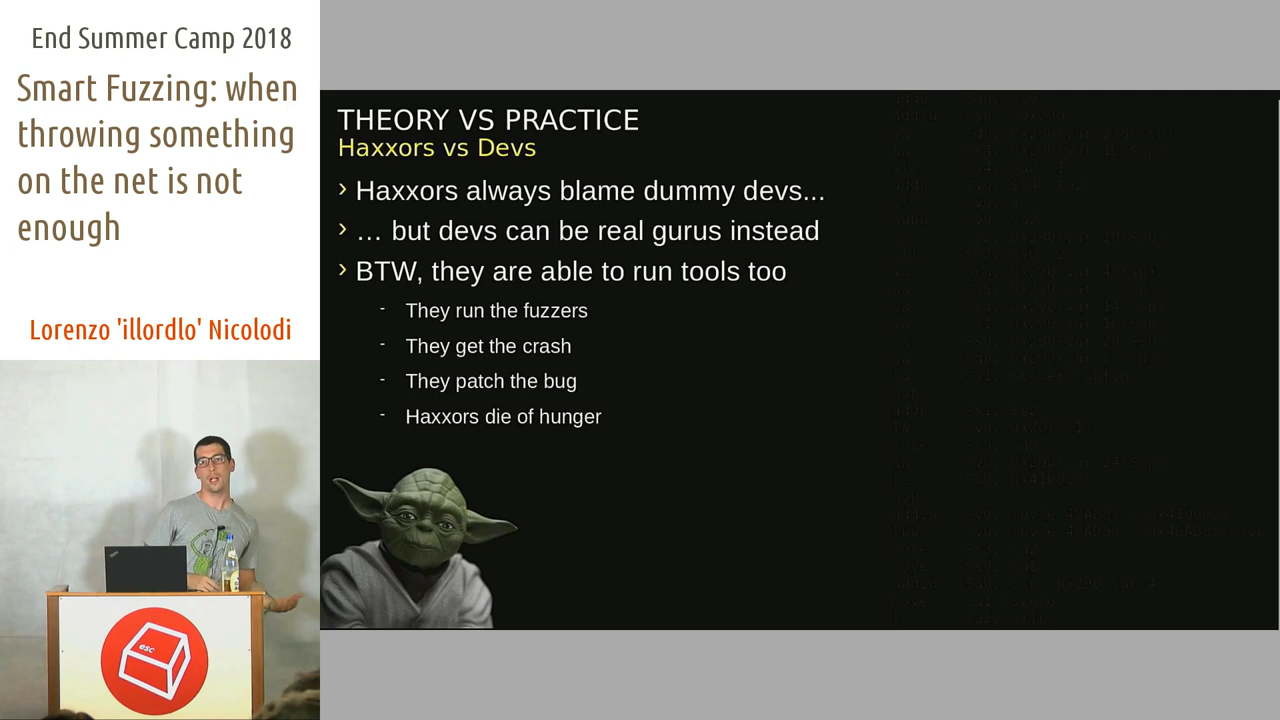 End Summer Camp 2018
Smart Fuzzing: when
throwing something
on the net is not
enough
Lorenzo 'illordlo' Nicolodi
THEORY VS PRACTICE
Haxxors vs Devs
› Haxxors always blame dummy devs...
› … but devs can be real gurus instead
› BTW, they are able to run tools too
- They run the fuzzers
- They get the crash
- They patch the bug
- Haxxors die of hunger
esc